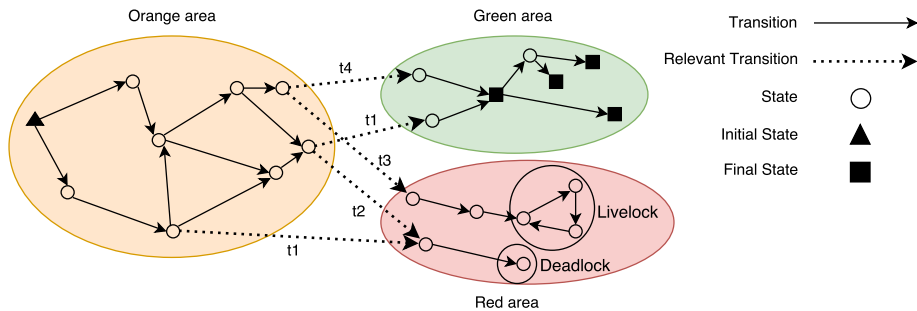 Orange area
Green area
Transition
Relevant Transition
State
Initial State
Final State
t4
t1
t3
t2
t1
Livelock
Deadlock
Red area